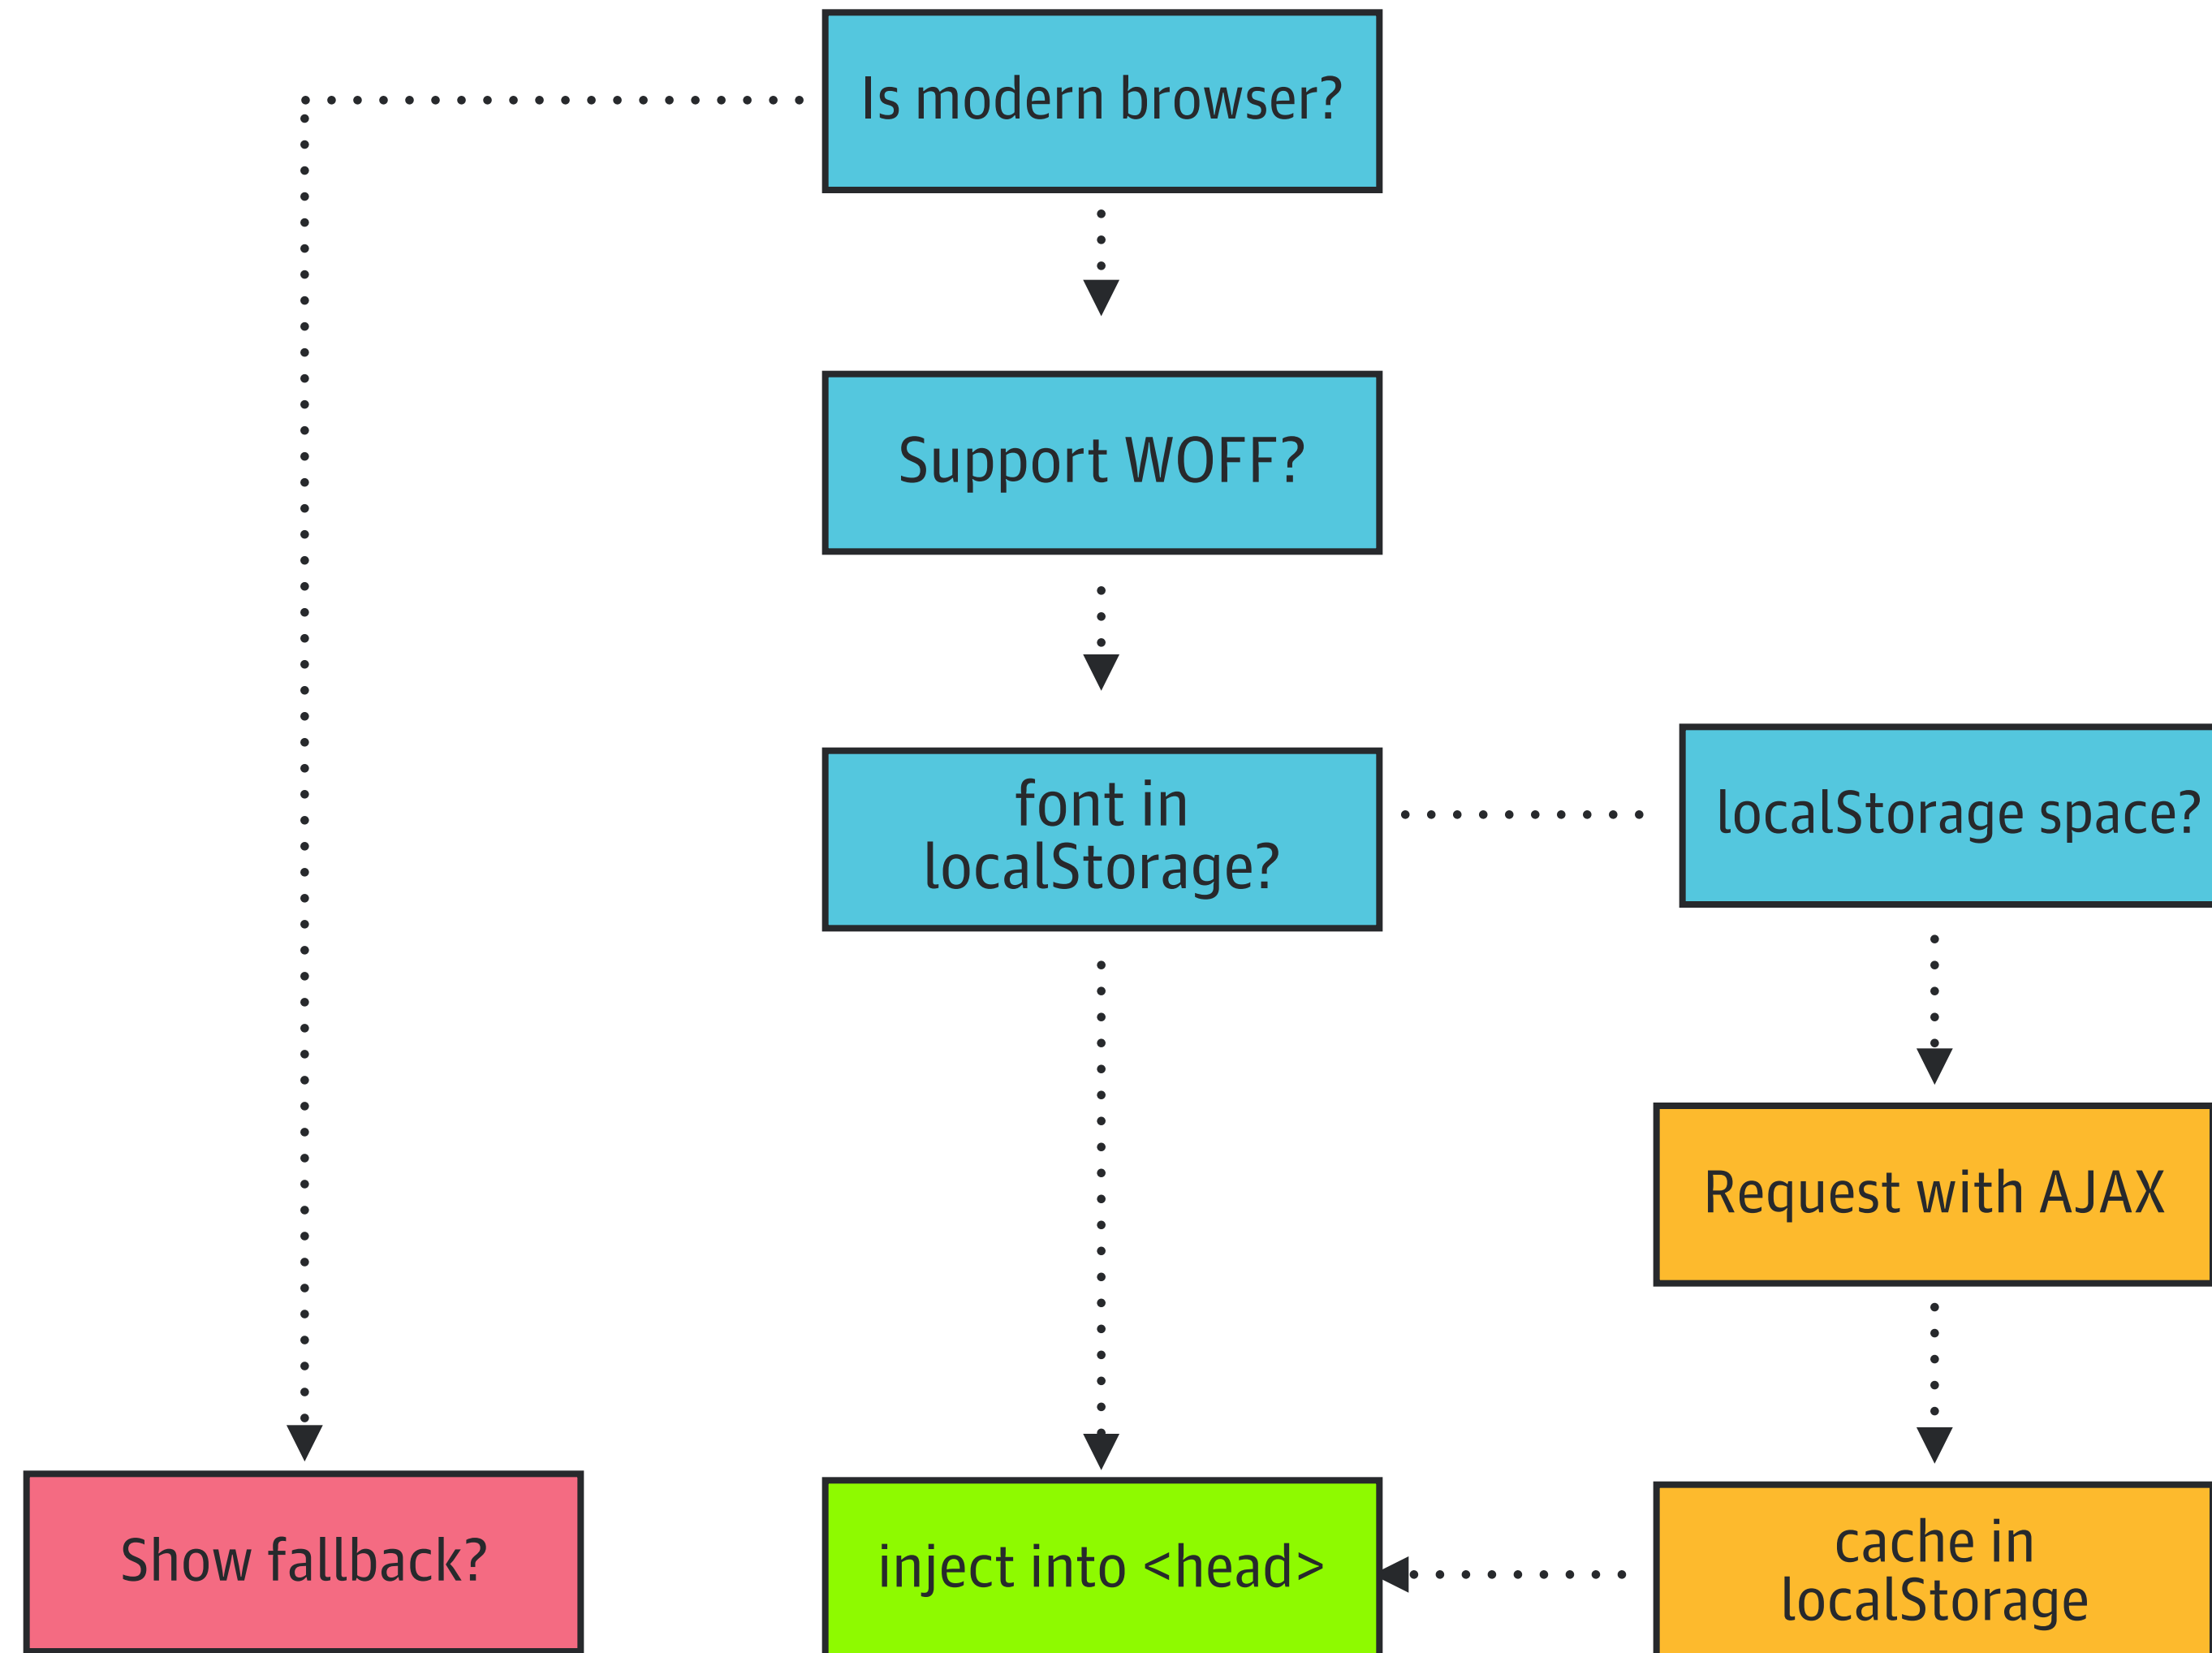 Is modern browser?
Support WOFF?
font in
localStorage?
localStorage space?
Request with AJAX
Show fallback?
inject into <head>
cache in
localStorage